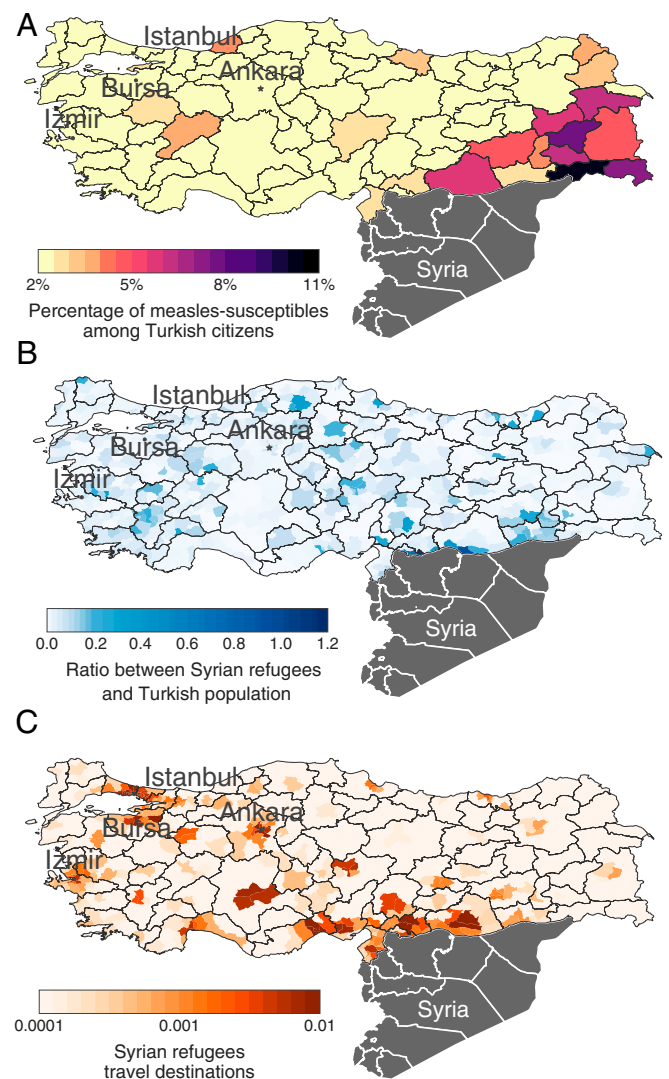 A
Istanbul
Ankara
Bursa
Izmir
Syria
2% 5% 8% 11%
Percentage of measles-susceptibles
among Turkish citizens
B
Istanbul
Ankara
Bursa
Izmir
Syria
0.0 0.2 0.4 0.6 0.8 1.0 1.2
Ratio between Syrian refugees
and Turkish population
C
Istanbul
Ankara
Bursa
Izmir
Syria
0.0001 0.001 0.01
Syrian refugees
travel destinations